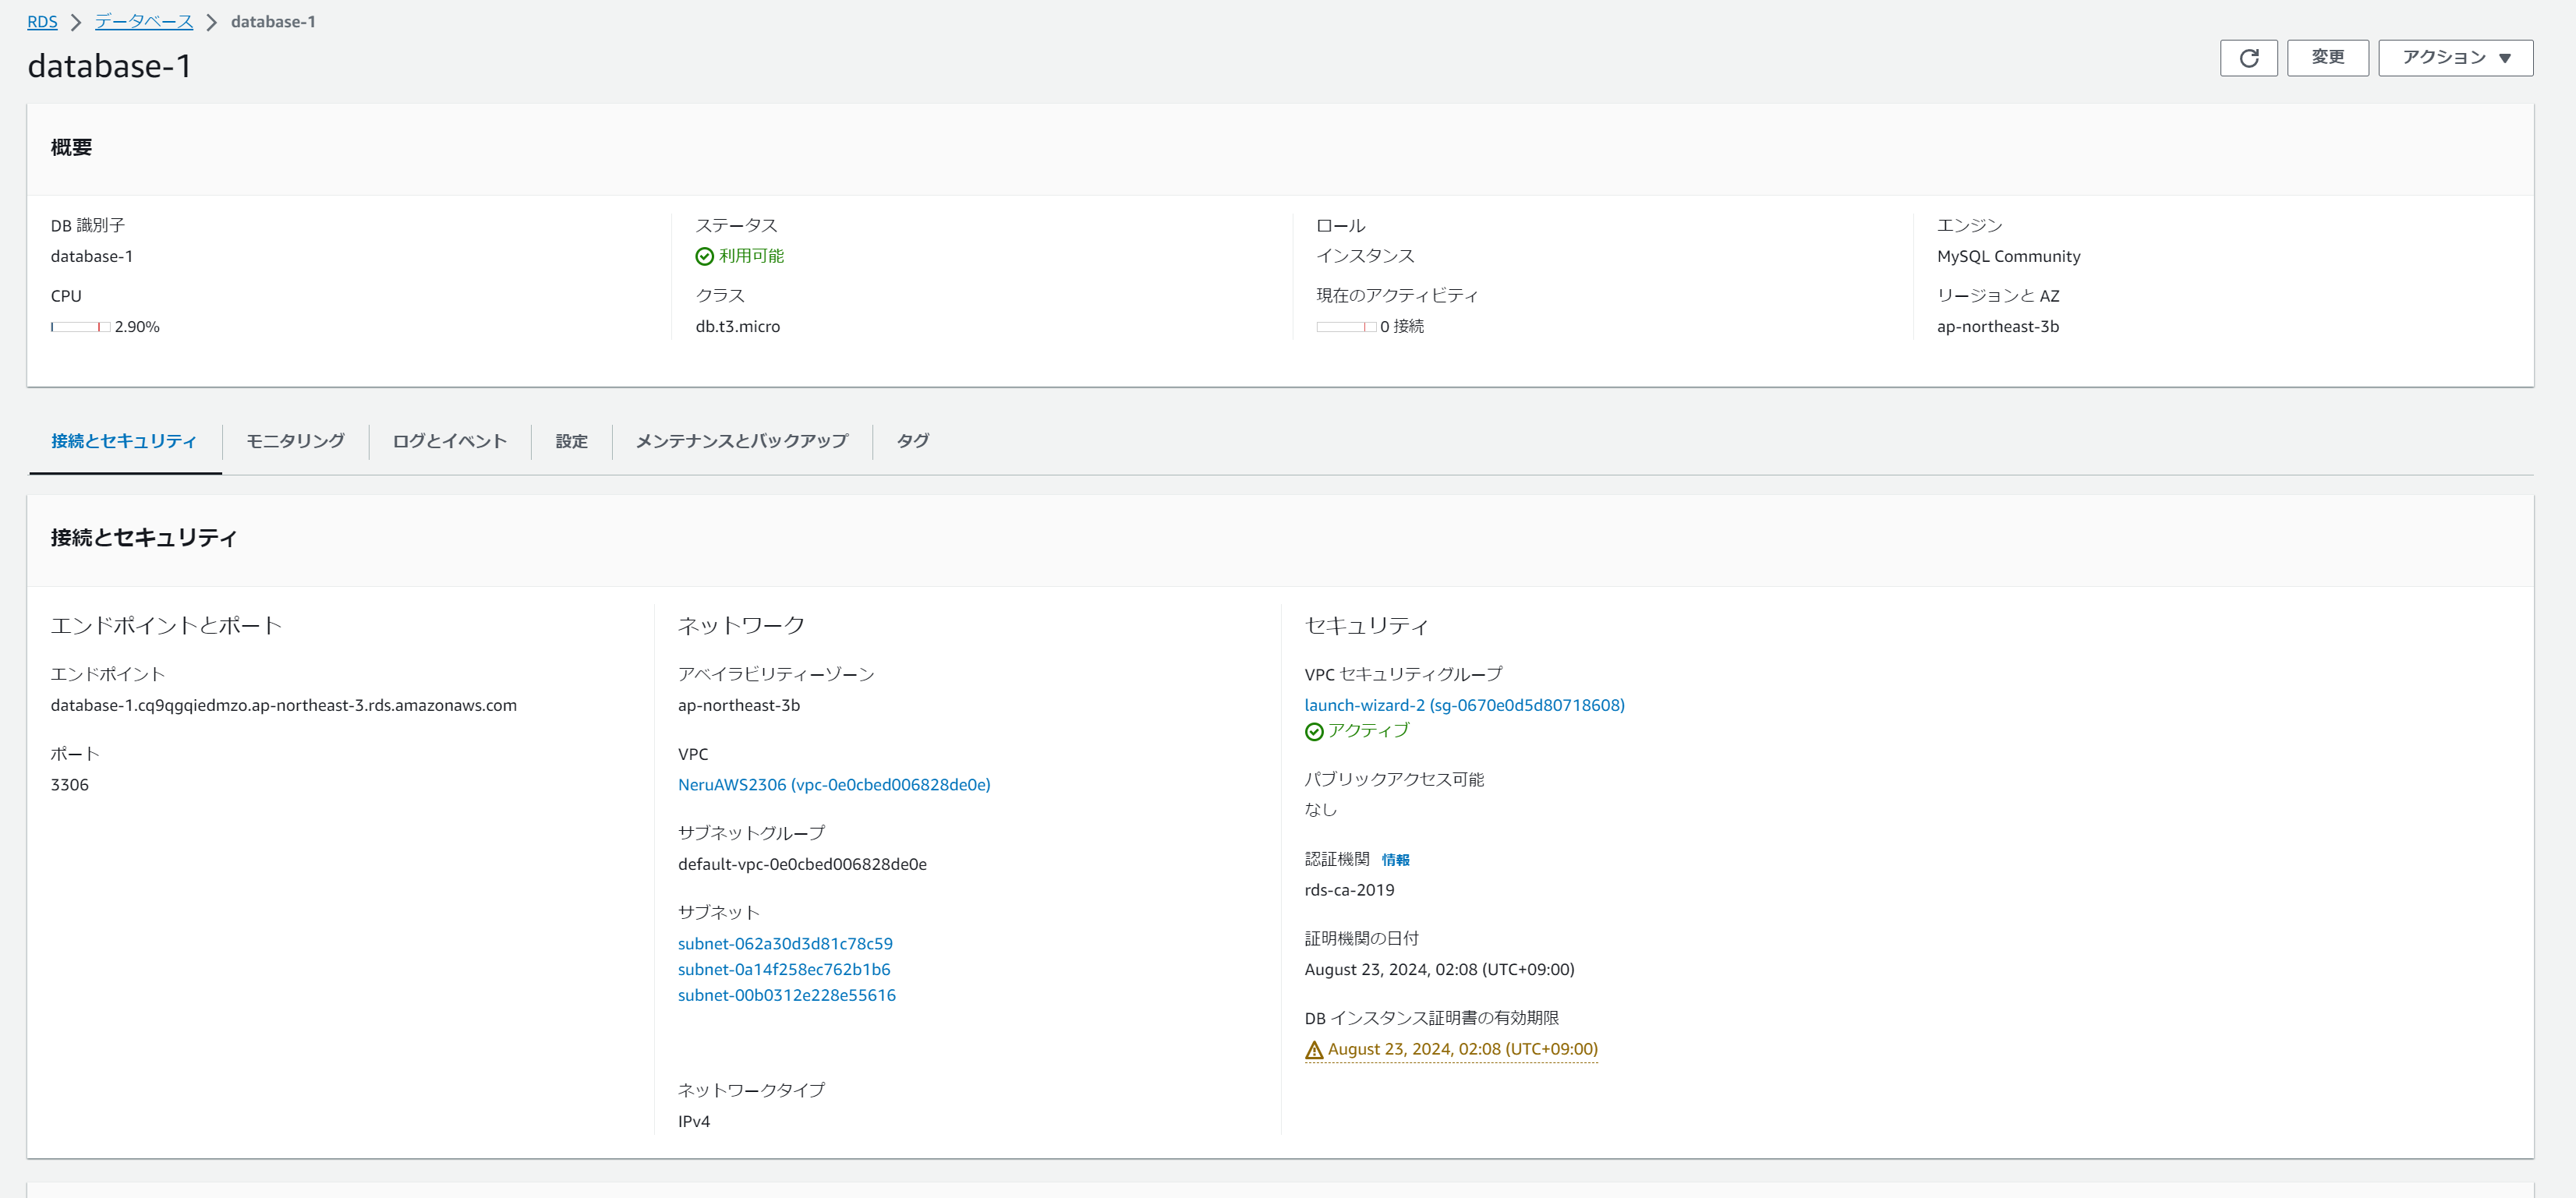 RDS > データベース > database-1
database-1
変更
アクション ▼
概要
DB 識別子
database-1
ステータス
利用可能
ロール
インスタンス
エンジン
MySQL Community
CPU
2.90%
クラス
db.t3.micro
現在のアクティビティ
0 接続
リージョンと AZ
ap-northeast-3b
接続とセキュリティ
モニタリング
ログとイベント
設定
メンテナンスとバックアップ
タグ
接続とセキュリティ
エンドポイントとポート
エンドポイント
database-1.cq9qgqiedmzo.ap-northeast-3.rds.amazonaws.com
ポート
3306
ネットワーク
アベイラビリティーゾーン
ap-northeast-3b
VPC
NeruAWS2306 (vpc-0e0cbed006828de0e)
サブネットグループ
default-vpc-0e0cbed006828de0e
サブネット
subnet-062a30d3d81c78c59
subnet-0a14f258ec762b1b6
subnet-00b0312e228e55616
ネットワークタイプ
IPv4
セキュリティ
VPC セキュリティグループ
launch-wizard-2 (sg-0670e0d5d80718608)
アクティブ
パブリックアクセス可能
なし
認証機関 情報
rds-ca-2019
証明機関の日付
August 23, 2024, 02:08 (UTC+09:00)
DB インスタンス証明書の有効期限
August 23, 2024, 02:08 (UTC+09:00)